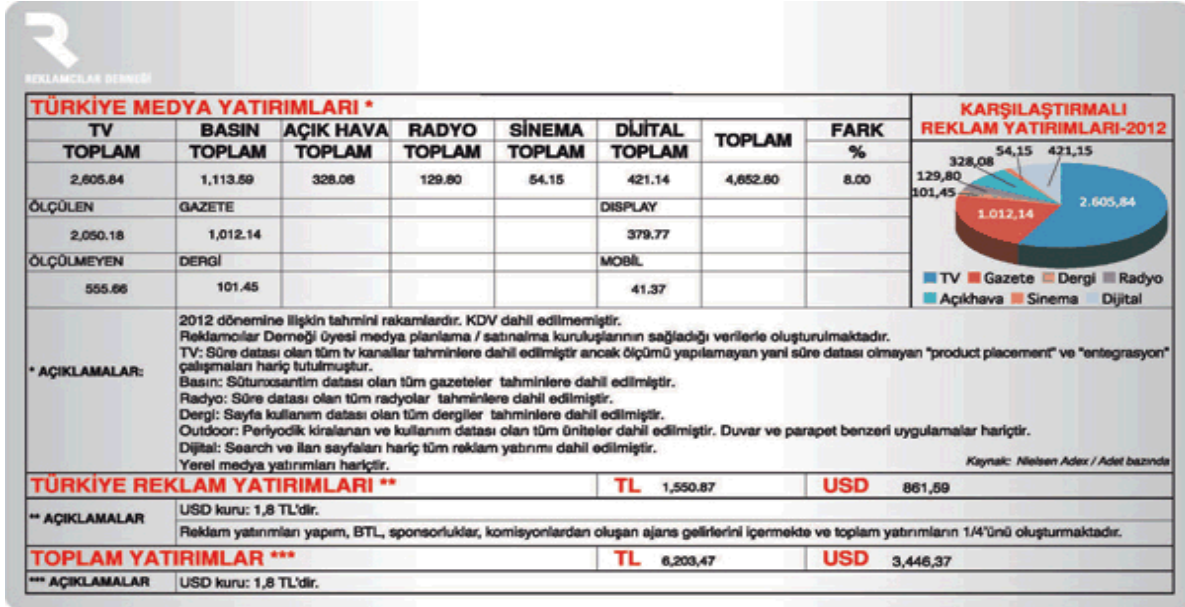 REKLAMCILAR DERNEĞİ
TÜRKİYE MEDYA YATIRIMLARI *
TV BASIN AÇIK HAVA RADYO SİNEMA DİJİTAL TOPLAM FARK
TOPLAM TOPLAM TOPLAM TOPLAM TOPLAM TOPLAM %
2,605.84 1,113.59 328.08 129.80 54.15 421.14 4,652.60 8.00
ÖLÇÜLEN GAZETE DISPLAY
2,050.18 1,012.14 379.77
ÖLÇÜLMEYEN DERGİ MOBİL
555.66 101.45 41.37
KARŞILAŞTIRMALI
REKLAM YATIRIMLARI-2012
54,15 421,15
328,08
129,80
101,45
2.605,84
1.012,14
TV Gazete Dergi Radyo
Açıkhava Sinema Dijital
* AÇIKLAMALAR:
2012 dönemine ilişkin tahmini rakamlardır. KDV dahil edilmemiştir.
Reklamcılar Derneği üyesi medya planlama / satınalma kuruluşlarının sağladığı verilerle oluşturulmaktadır.
TV: Süre datası olan tüm tv kanallar tahminlere dahil edilmiştir ancak ölçümü yapılamayan yani süre datası olmayan "product placement" ve "entegrasyon"
çalışmaları hariç tutulmuştur.
Basın: Sütunxsantim datası olan tüm gazeteler tahminlere dahil edilmiştir.
Radyo: Süre datası olan tüm radyolar tahminlere dahil edilmiştir.
Dergi: Sayfa kullanım datası olan tüm dergiler tahminlere dahil edilmiştir.
Outdoor: Periyodik kiralanan ve kullanım datası olan tüm üniteler dahil edilmiştir. Duvar ve parapet benzeri uygulamalar hariçtir.
Dijital: Search ve ilan sayfaları hariç tüm reklam yatırımı dahil edilmiştir.
Yerel medya yatırımları hariçtir.
Kaynak: Nielsen Adex / Adet bazında
TÜRKİYE REKLAM YATIRIMLARI ** TL 1,550.87 USD 861,59
** AÇIKLAMALAR
USD kuru: 1,8 TL'dir.
Reklam yatırımları yapım, BTL, sponsorluklar, komisyonlardan oluşan ajans gelirlerini içermekte ve toplam yatırımların 1/4'ünü oluşturmaktadır.
TOPLAM YATIRIMLAR *** TL 6,203,47 USD 3,446,37
*** AÇIKLAMALAR USD kuru: 1,8 TL'dir.